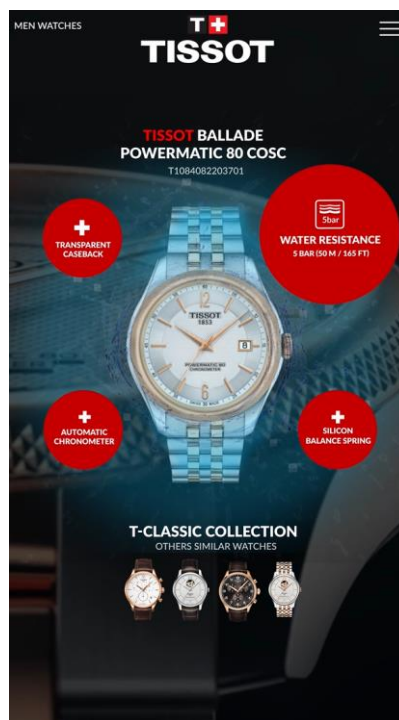 MEN WATCHES
T+
TISSOT
TISSOT BALLADE
POWERMATIC 80 COSC
T1084082203701
5bar
WATER RESISTANCE
5 BAR (50 M / 165 FT)
+
TRANSPARENT
CASEBACK
TISSOT
1853
8
POWERMATIC 80
CHRONOMETER
+
AUTOMATIC
CHRONOMETER
+
SILICON
BALANCE SPRING
T-CLASSIC COLLECTION
OTHERS SIMILAR WATCHES